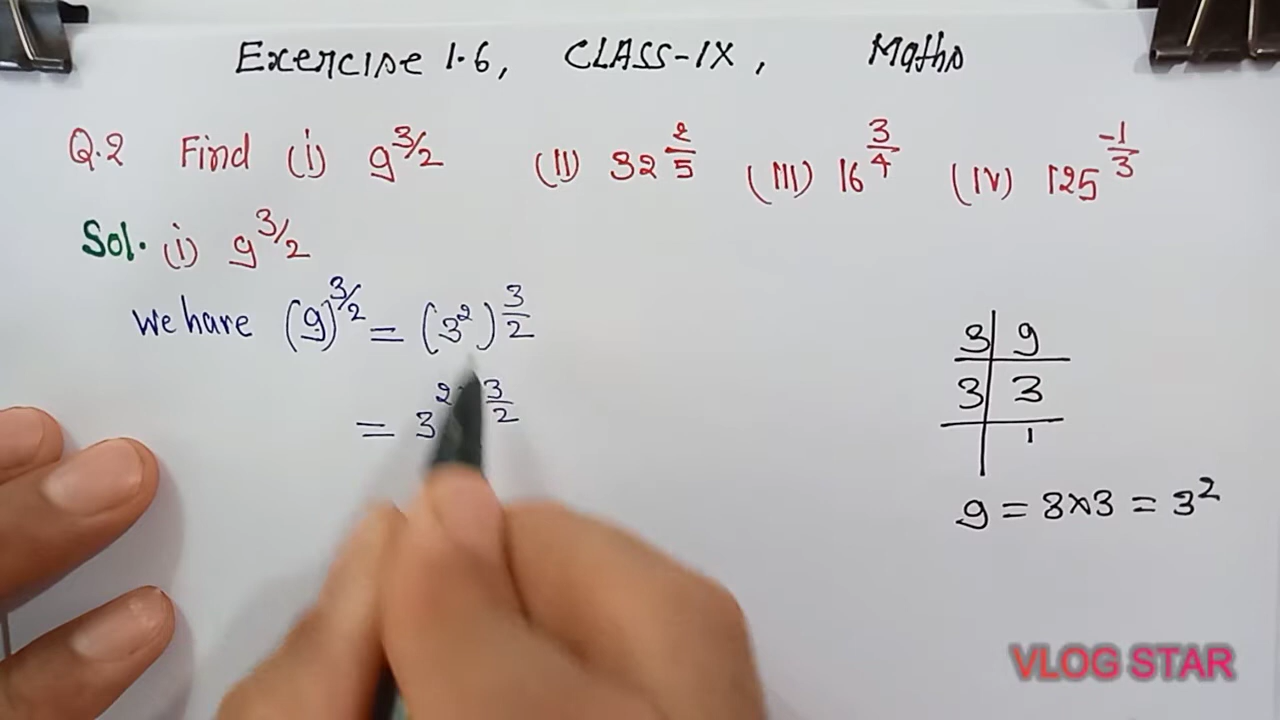 Exercise 1.6, CLASS-IX, Maths
Q.2 Find (i) 9^3/2 (II) 32^2/5 (III) 16^3/4 (IV) 125^-1/3
Sol. (i) 9^3/2
We have (9)^3/2 = (3^2)^3/2
= 3^2 3/2
3 | 9
3 | 3
1
9 = 3×3 = 3^2
VLOG STAR